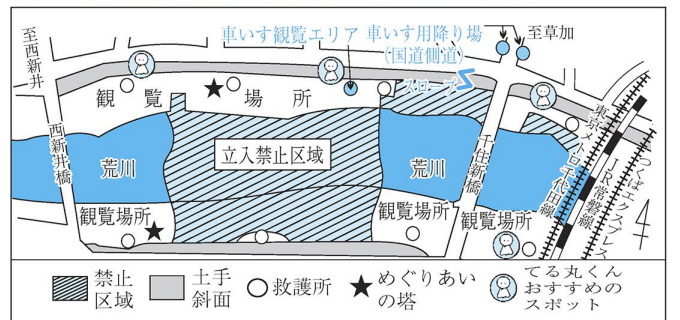 車いす観覧エリア
車いす用降り場
(国道側道)
至草加
至西新井
西新井橋
観覧場所
スロープ
立入禁止区域
荒川
荒川
千住新橋
観覧場所
観覧場所
観覧場所
東京メトロ千代田線
JR常磐線
つくばエクスプレス
禁止
区域
土手
斜面
救護所
めぐりあい
の塔
てる丸くん
おすすめの
スポット